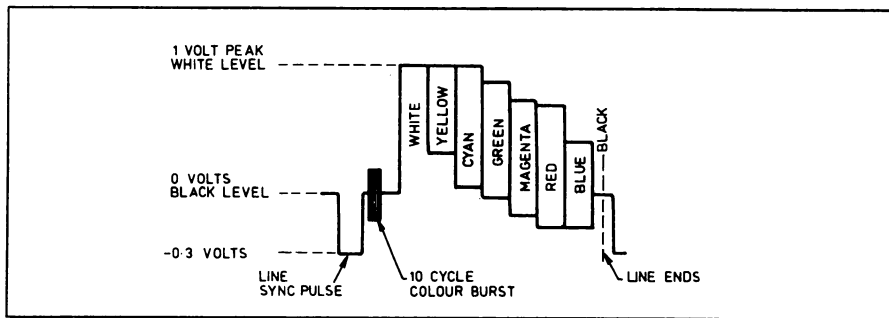 1 VOLT PEAK
WHITE LEVEL
WHITE
YELLOW
CYAN
GREEN
MAGENTA
RED
BLUE
BLACK
0 VOLTS
BLACK LEVEL
-0·3 VOLTS
LINE
SYNC PULSE
10 CYCLE
COLOUR BURST
LINE ENDS